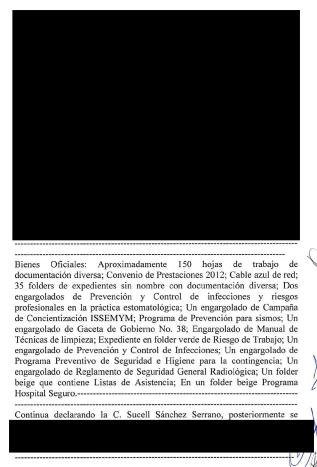 Bienes Oficiales: Aproximadamente 150 hojas de trabajo de
documentación diversa; Convenio de Prestaciones 2012; Cable azul de red;
35 folders de expedientes sin nombre con documentación diversa; Dos
engargolados de Prevención y Control de infecciones y riesgos
profesionales en la práctica estomatológica; Un engargolado de Campaña
de Concientización ISSEMYM; Programa de Prevención para sismos; Un
engargolado de Gaceta de Gobierno No. 38; Engargolado de Manual de
Técnicas de limpieza; Expediente en folder verde de Riesgo de Trabajo; Un
engargolado de Prevención y Control de Infecciones; Un engargolado de
Programa Preventivo de Seguridad e Higiene para la contingencia; Un
engargolado de Reglamento de Seguridad General Radiológica; Un folder
beige que contiene Listas de Asistencia; En un folder beige Programa
Hospital Seguro.------------------------------------------------
Continua declarando la C. Sucell Sánchez Serrano, posteriormente se